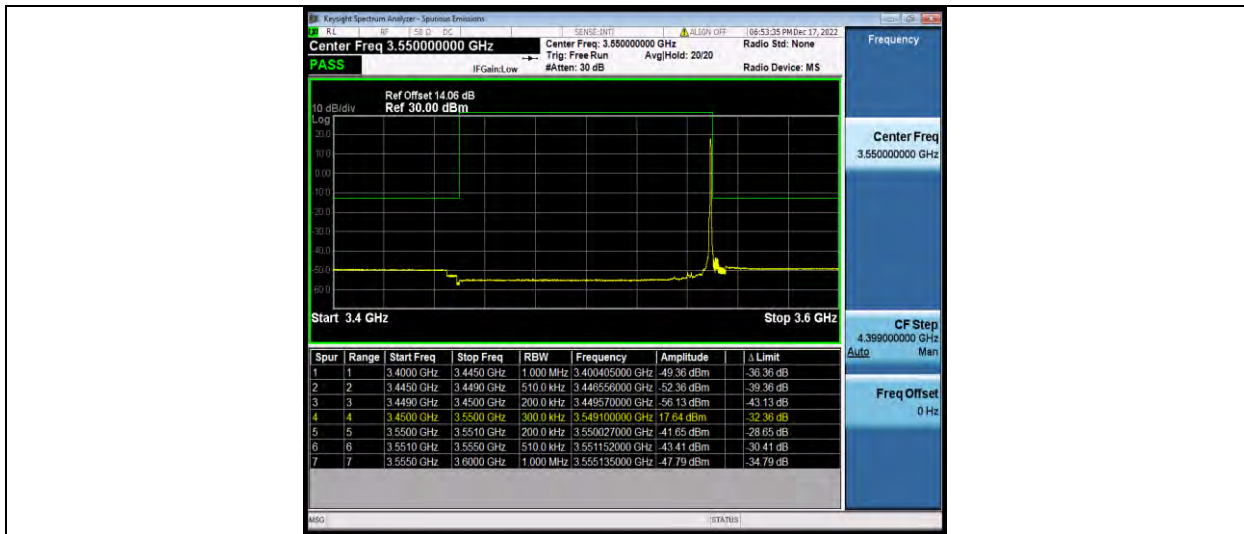 Keysight Spectrum Analyzer - Spurious Emissions
RL RF 50 Ω DC SENSE:INT ALIGN OFF 06:53:35 PM Dec 17, 2022
Center Freq 3.550000000 GHz Center Freq: 3.550000000 GHz Radio Std: None Frequency
Trig: Free Run Avg|Hold: 20/20
PASS IFGain:Low #Atten: 30 dB Radio Device: MS
Ref Offset 14.06 dB
10 dB/div Ref 30.00 dBm
Log
20.0
10.0
0.00
-10.0
-20.0
-30.0
-40.0
-50.0
-60.0
Start 3.4 GHz Stop 3.6 GHz
Center Freq
3.550000000 GHz
CF Step
4.399000000 GHz
Auto Man
Freq Offset
0 Hz
Spur Range Start Freq Stop Freq RBW Frequency Amplitude Δ Limit
1 1 3.4000 GHz 3.4450 GHz 1.000 MHz 3.400405000 GHz -49.36 dBm -36.36 dB
2 2 3.4450 GHz 3.4490 GHz 510.0 kHz 3.446556000 GHz -52.36 dBm -39.36 dB
3 3 3.4490 GHz 3.4500 GHz 200.0 kHz 3.449570000 GHz -56.13 dBm -43.13 dB
4 4 3.4500 GHz 3.5500 GHz 300.0 kHz 3.549100000 GHz 17.64 dBm -32.36 dB
5 5 3.5500 GHz 3.5510 GHz 200.0 kHz 3.550027000 GHz -41.65 dBm -28.65 dB
6 6 3.5510 GHz 3.5550 GHz 510.0 kHz 3.551152000 GHz -43.41 dBm -30.41 dB
7 7 3.5550 GHz 3.6000 GHz 1.000 MHz 3.555135000 GHz -47.79 dBm -34.79 dB
MSG STATUS